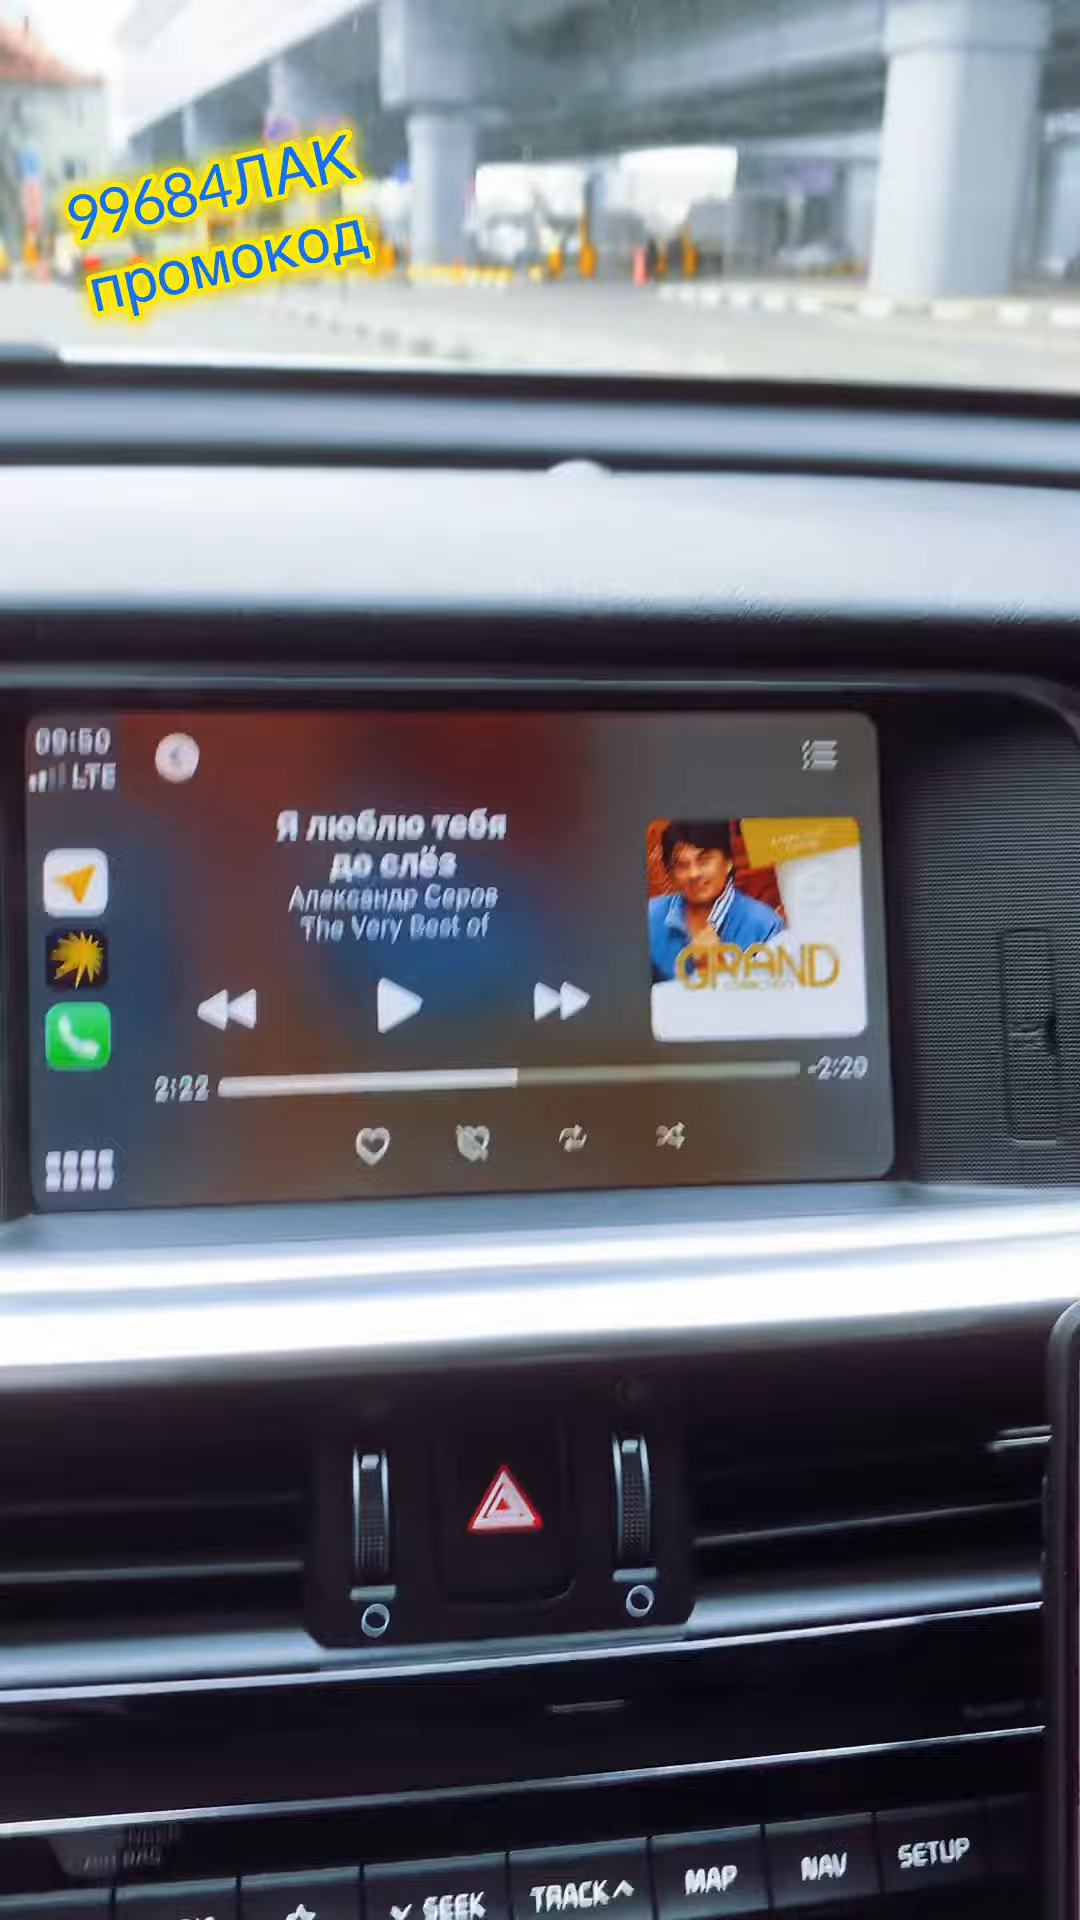 99684ЛАК
промокод
09:50
LTE
Я люблю тебя
до слёз
Александр Серов
The Very Best of
GRAND
2:22
-2:20
SEEK
TRACK
MAP
NAV
SETUP